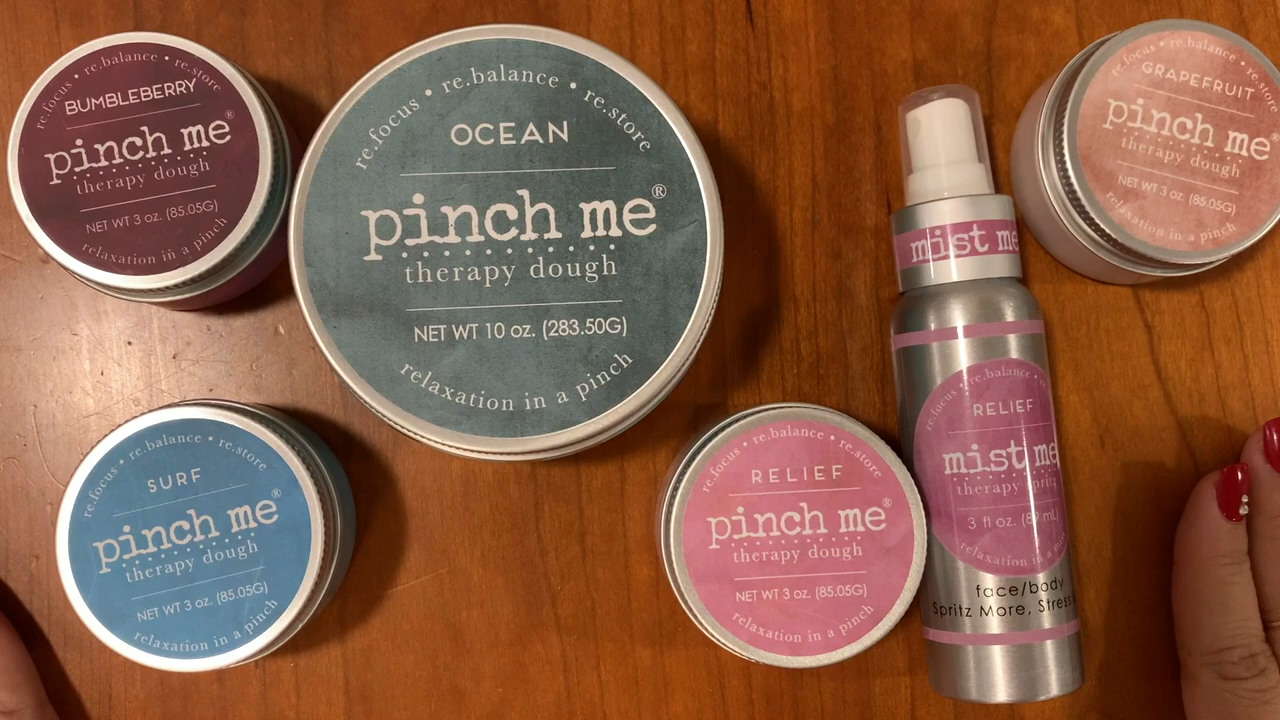 re.focus • re.balance • re.store
BUMBLEBERRY
pinch me®
therapy dough
NET WT 3 oz. (85.05G)
relaxation in a pinch
re.focus • re.balance • re.store
OCEAN
pinch me®
therapy dough
NET WT 10 oz. (283.50G)
relaxation in a pinch
re.focus • re.balance • re.store
GRAPEFRUIT
pinch me®
therapy dough
NET WT 3 oz. (85.05G)
relaxation in a pinch
re.focus • re.balance • re.store
SURF
pinch me®
therapy dough
NET WT 3 oz. (85.05G)
relaxation in a pinch
re.focus • re.balance • re.store
RELIEF
pinch me®
therapy dough
NET WT 3 oz. (85.05G)
relaxation in a pinch
mist me
re.focus • re.balance • re
RELIEF
mist me
therapy spritz
3 fl oz. (89 mL)
relaxation in a
face/body
Spritz More, Stress